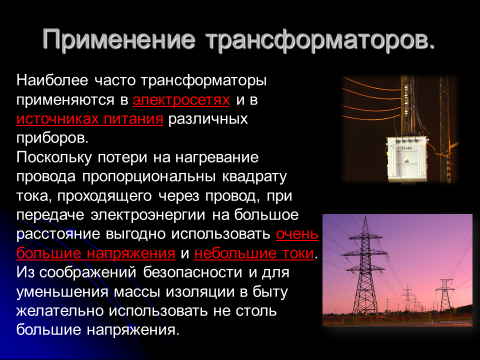 Применение трансформаторов.
Наиболее часто трансформаторы
применяются в электросетях и в
источниках питания различных
приборов.
Поскольку потери на нагревание
провода пропорциональны квадрату
тока, проходящего через провод, при
передаче электроэнергии на большое
расстояние выгодно использовать очень
большие напряжения и небольшие токи.
Из соображений безопасности и для
уменьшения массы изоляции в быту
желательно использовать не столь
большие напряжения.